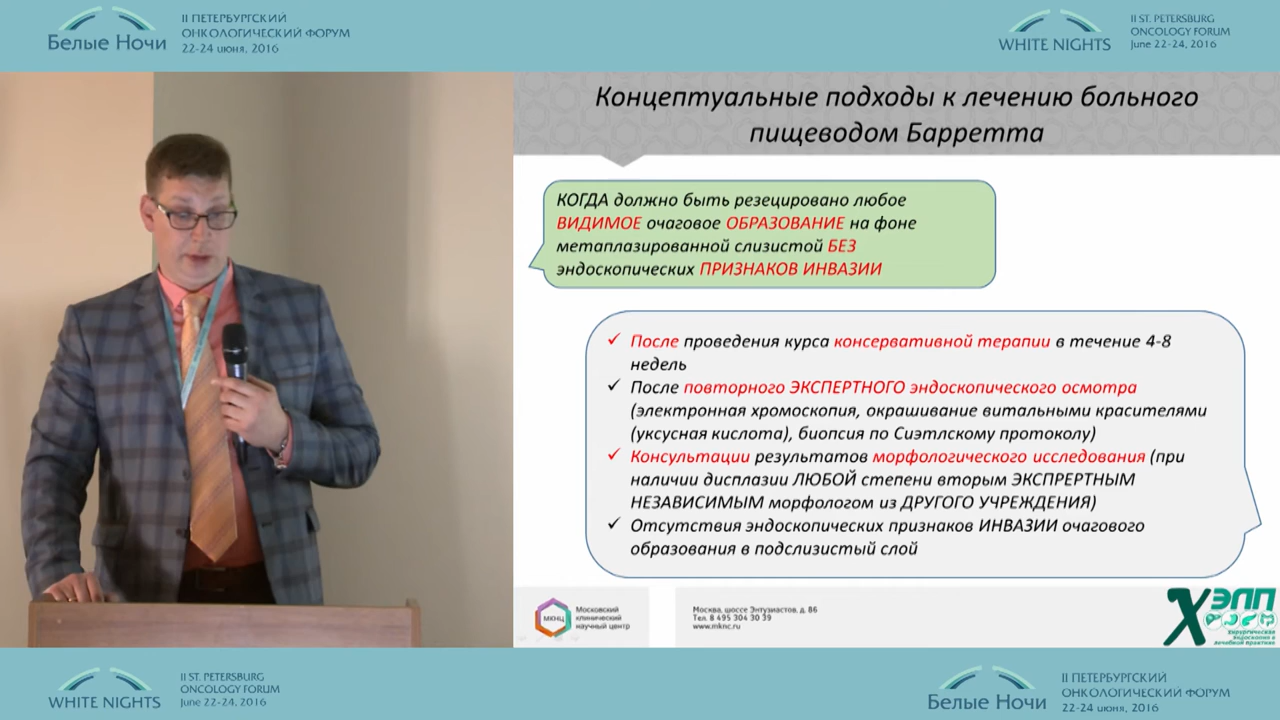 Белые Ночи
II ПЕТЕРБУРГСКИЙ
ОНКОЛОГИЧЕСКИЙ ФОРУМ
22-24 июня, 2016
WHITE NIGHTS
II ST. PETERSBURG
ONCOLOGY FORUM
June 22-24, 2016
Концептуальные подходы к лечению больного
пищеводом Барретта
КОГДА должно быть резецировано любое
ВИДИМОЕ очаговое ОБРАЗОВАНИЕ на фоне
метаплазированной слизистой БЕЗ
эндоскопических ПРИЗНАКОВ ИНВАЗИИ
После проведения курса консервативной терапии в течение 4-8
недель
После повторного ЭКСПЕРТНОГО эндоскопического осмотра
(электронная хромоскопия, окрашивание витальными красителями
(уксусная кислота), биопсия по Сиэтлскому протоколу)
Консультации результатов морфологического исследования (при
наличии дисплазии ЛЮБОЙ степени вторым ЭКСПРЕРТНЫМ
НЕЗАВИСИМЫМ морфологом из ДРУГОГО УЧРЕЖДЕНИЯ)
Отсутствия эндоскопических признаков ИНВАЗИИ очагового
образования в подслизистый слой
МКНЦ
Московский
клинический
научный центр
Москва, шоссе Энтузиастов, д. 86
Тел. 8 495 304 30 39
www.mknc.ru
ХЭЛП
хирургическая
эндоскопия в
лечебной практике
WHITE NIGHTS
II ST. PETERSBURG
ONCOLOGY FORUM
June 22-24, 2016
Белые Ночи
II ПЕТЕРБУРГСКИЙ
ОНКОЛОГИЧЕСКИЙ ФОРУМ
22-24 июня, 2016